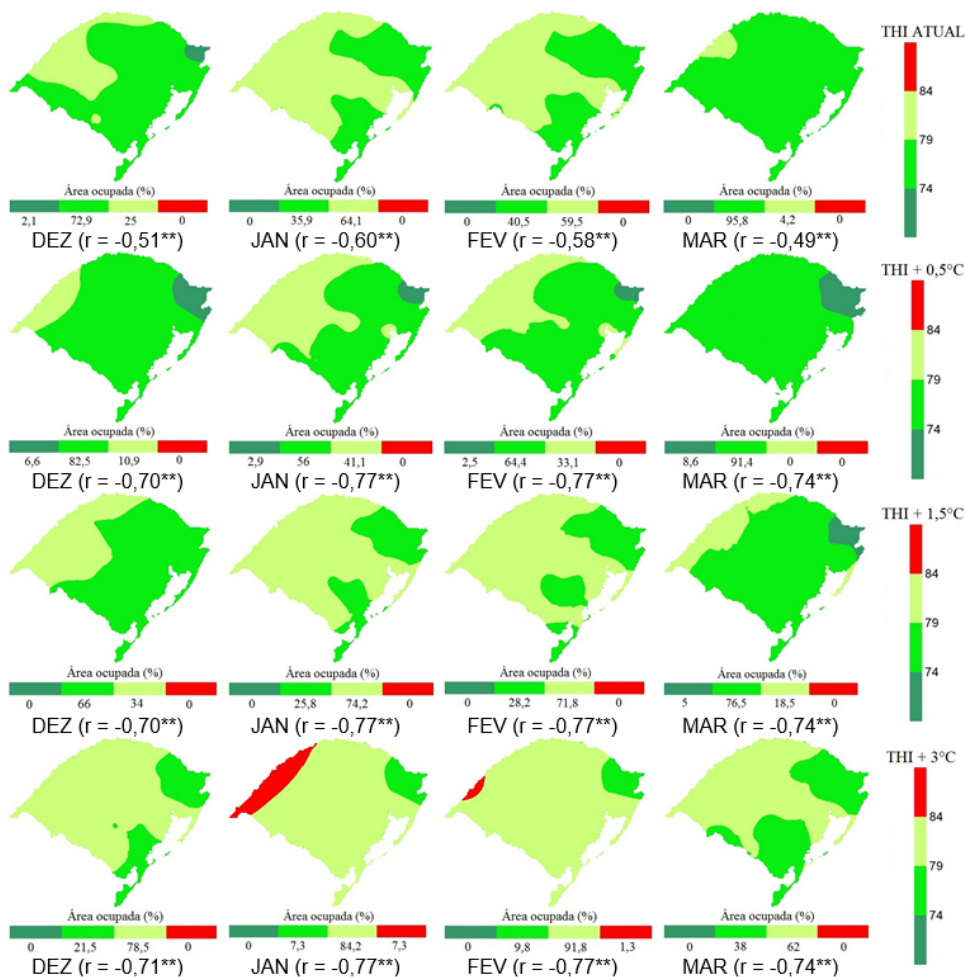 THI ATUAL
84
79
74
Área ocupada (%) Área ocupada (%) Área ocupada (%) Área ocupada (%)
2,1 72,9 25 0 0 35,9 64,1 0 0 40,5 59,5 0 0 95,8 4,2 0
DEZ (r = -0,51**) JAN (r = -0,60**) FEV (r = -0,58**) MAR (r = -0,49**)
THI + 0,5°C
84
79
74
Área ocupada (%) Área ocupada (%) Área ocupada (%) Área ocupada (%)
6,6 82,5 10,9 0 2,9 56 41,1 0 2,5 64,4 33,1 0 8,6 91,4 0 0
DEZ (r = -0,70**) JAN (r = -0,77**) FEV (r = -0,77**) MAR (r = -0,74**)
THI + 1,5°C
84
79
74
Área ocupada (%) Área ocupada (%) Área ocupada (%) Área ocupada (%)
0 66 34 0 0 25,8 74,2 0 0 28,2 71,8 0 5 76,5 18,5 0
DEZ (r = -0,70**) JAN (r = -0,77**) FEV (r = -0,77**) MAR (r = -0,74**)
THI + 3°C
84
79
74
Área ocupada (%) Área ocupada (%) Área ocupada (%) Área ocupada (%)
0 21,5 78,5 0 0 7,3 84,2 7,3 0 9,8 91,8 1,3 0 38 62 0
DEZ (r = -0,71**) JAN (r = -0,77**) FEV (r = -0,77**) MAR (r = -0,74**)